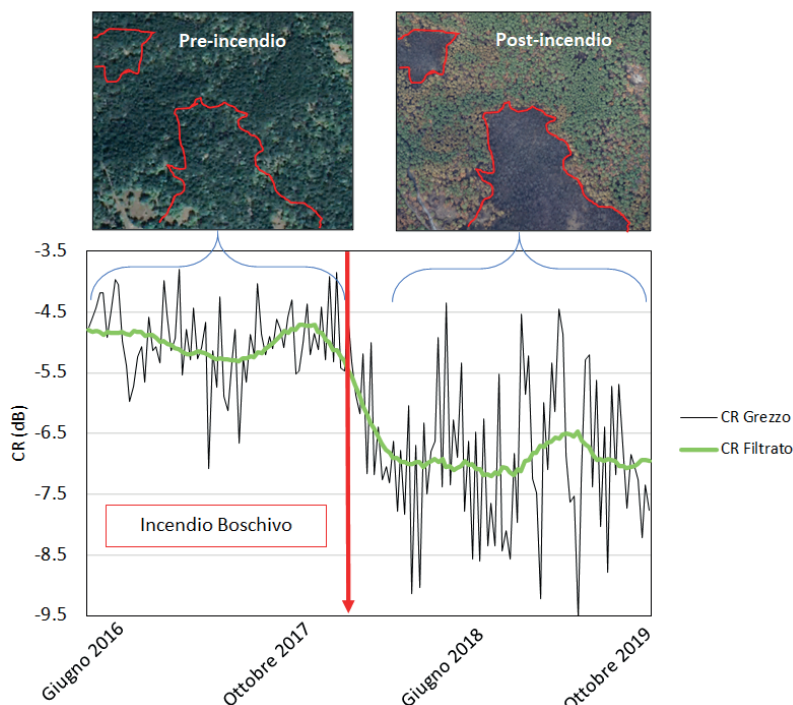 Pre-incendio
Post-incendio
-3.5
-4.5
-5.5
-6.5
-7.5
-8.5
-9.5
CR (dB)
Incendio Boschivo
CR Grezzo
CR Filtrato
Giugno 2016
Ottobre 2017
Giugno 2018
Ottobre 2019